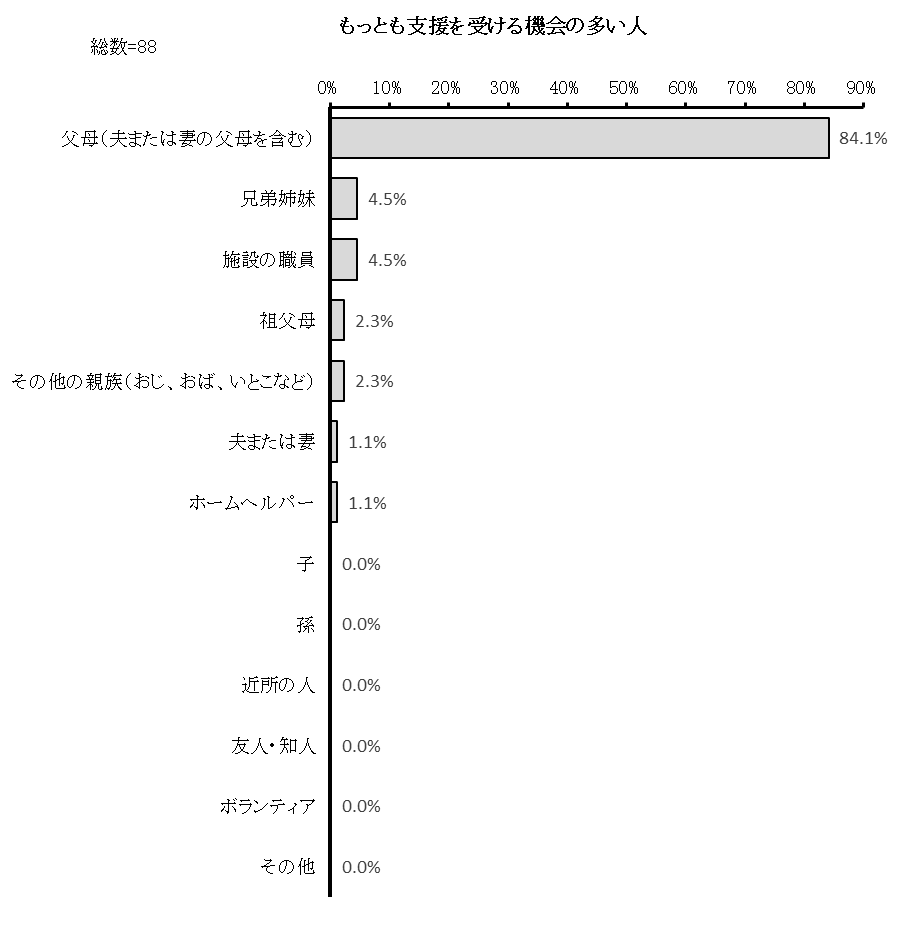 もっとも支援を受ける機会の多い人
総数=88
0% 10% 20% 30% 40% 50% 60% 70% 80% 90%
父母（夫または妻の父母を含む） 84.1%
兄弟姉妹 4.5%
施設の職員 4.5%
祖父母 2.3%
その他の親族（おじ、おば、いとこなど） 2.3%
夫または妻 1.1%
ホームヘルパー 1.1%
子 0.0%
孫 0.0%
近所の人 0.0%
友人・知人 0.0%
ボランティア 0.0%
その他 0.0%